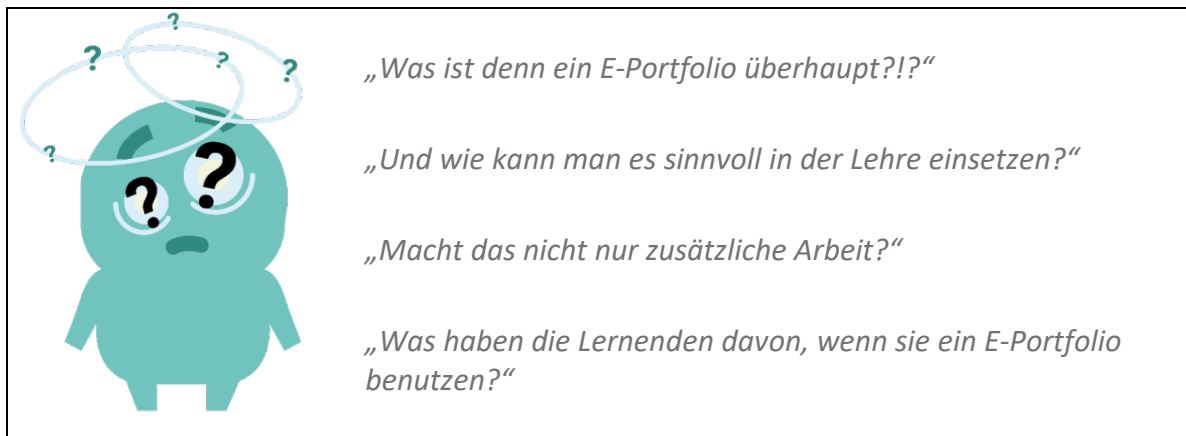 ?
?
?
?
?
„Was ist denn ein E-Portfolio überhaupt?!?“
„Und wie kann man es sinnvoll in der Lehre einsetzen?“
? ?
„Macht das nicht nur zusätzliche Arbeit?“
„Was haben die Lernenden davon, wenn sie ein E-Portfolio
benutzen?“